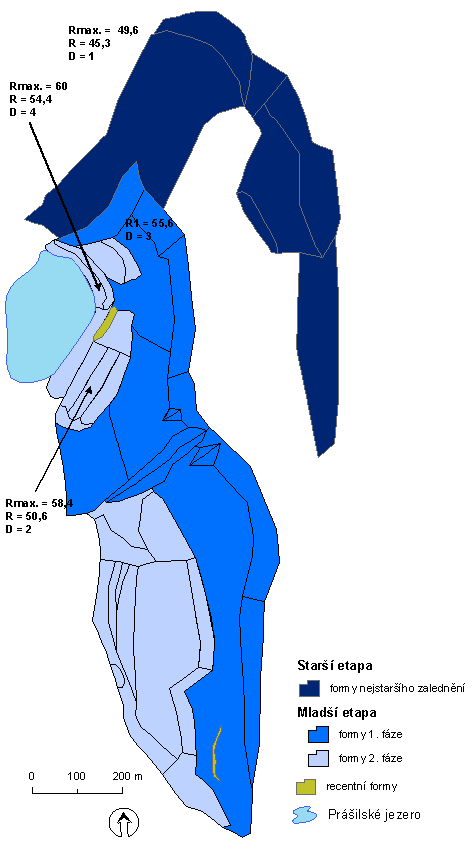 Rmax. = 49,6
R = 45,3
D = 1
Rmax. = 60
R = 54,4
D = 4
R1 = 55,6
D = 3
Rmax. = 58,4
R = 50,6
D = 2
Starší etapa
formy nejstaršího zalednění
Mladší etapa
formy 1. fáze
formy 2. fáze
recentní formy
Prášilské jezero
0 100 200 m